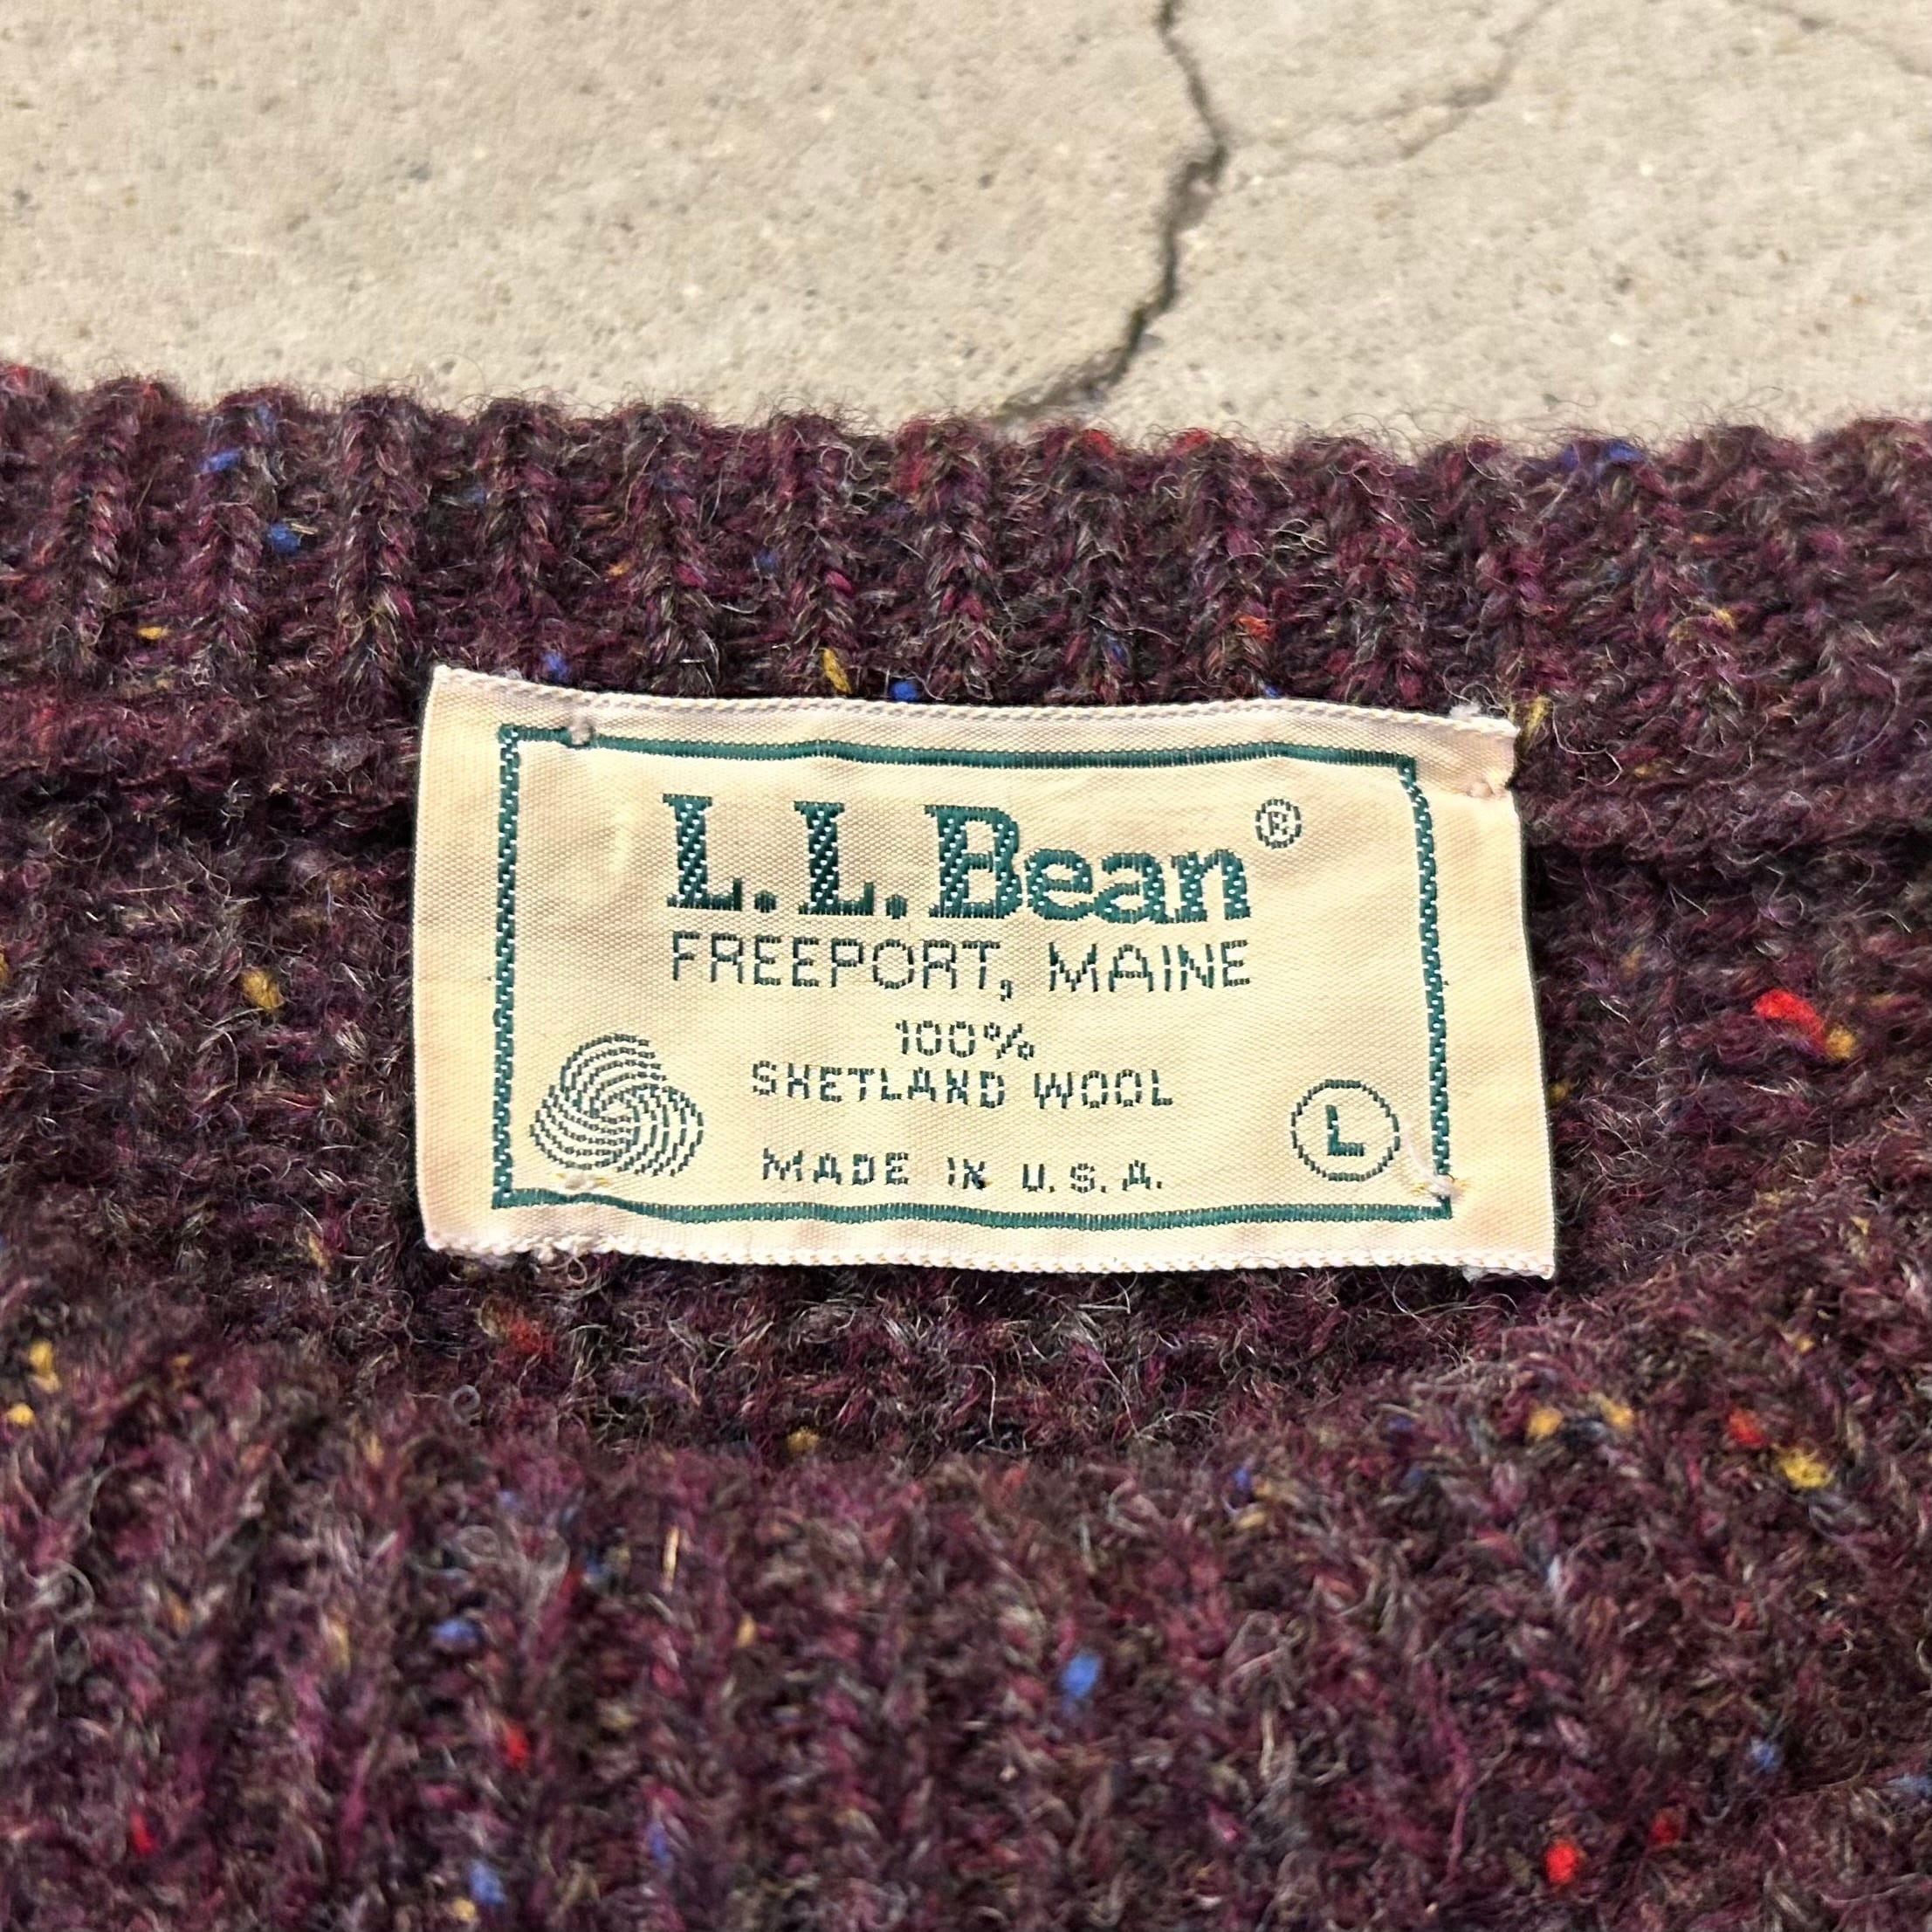 L.L.Bean®
FREEPORT, MAINE
100%
SHETLAND WOOL
MADE IN U.S.A.
L